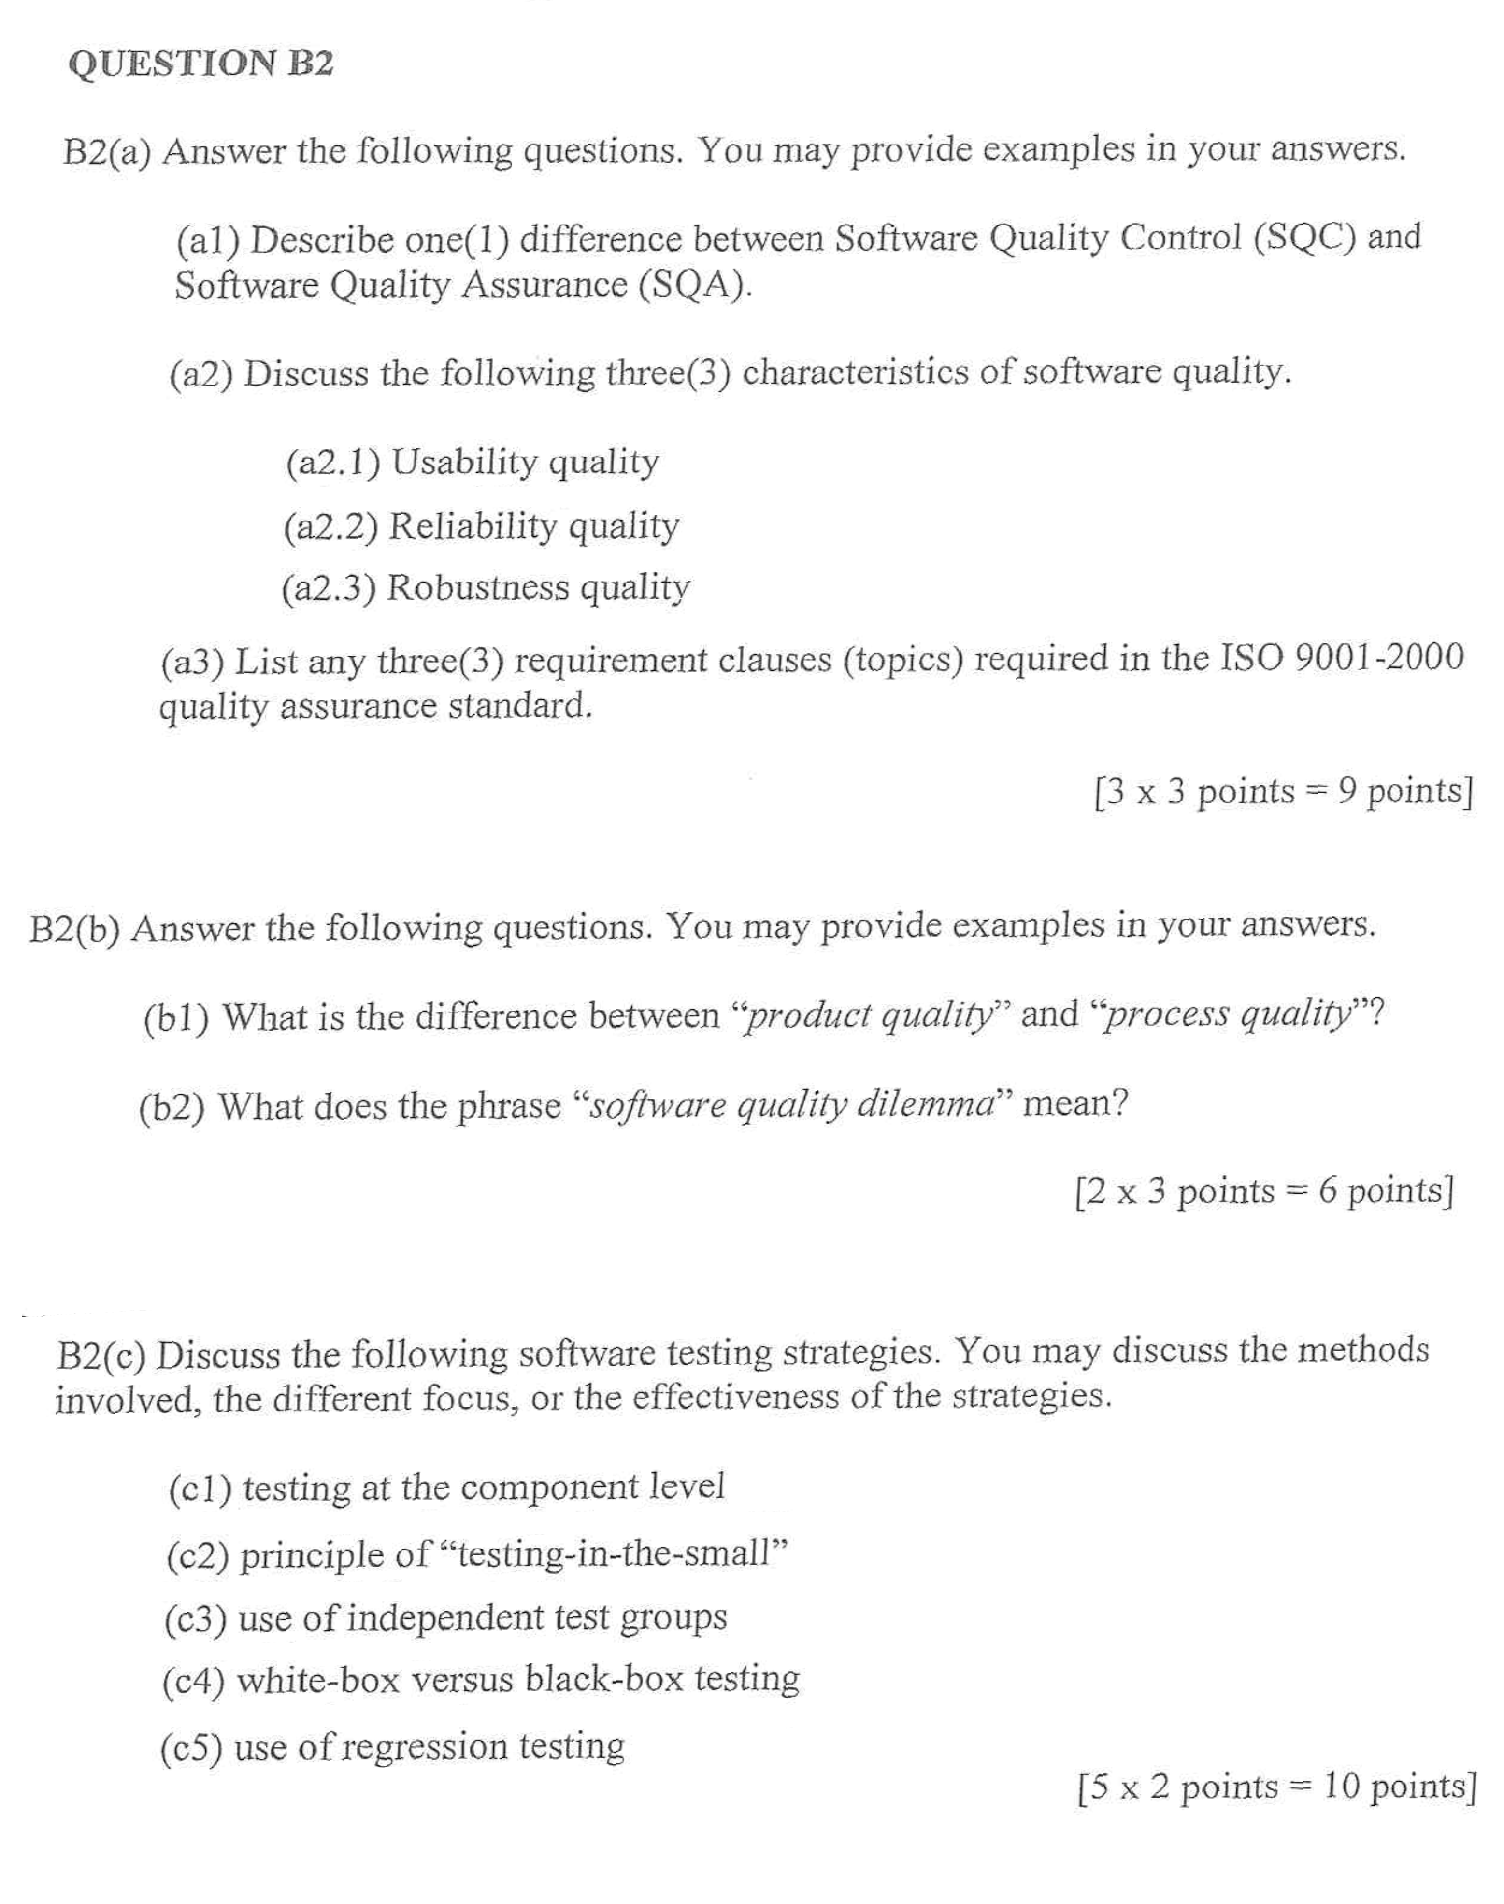 QUESTION B2
B2(a) Answer the following questions. You may provide examples in your answers.
(a1) Describe one(1) difference between Software Quality Control (SQC) and
Software Quality Assurance (SQA).
(a2) Discuss the following three(3) characteristics of software quality.
(a2.1) Usability quality
(a2.2) Reliability quality
(a2.3) Robustness quality
(a3) List any three(3) requirement clauses (topics) required in the ISO 9001-2000
quality assurance standard.
[3 x 3 points = 9 points]
B2(b) Answer the following questions. You may provide examples in your answers.
(b1) What is the difference between “product quality” and “process quality”?
(b2) What does the phrase “software quality dilemma” mean?
[2 x 3 points = 6 points]
B2(c) Discuss the following software testing strategies. You may discuss the methods
involved, the different focus, or the effectiveness of the strategies.
(c1) testing at the component level
(c2) principle of “testing-in-the-small”
(c3) use of independent test groups
(c4) white-box versus black-box testing
(c5) use of regression testing
[5 x 2 points = 10 points]